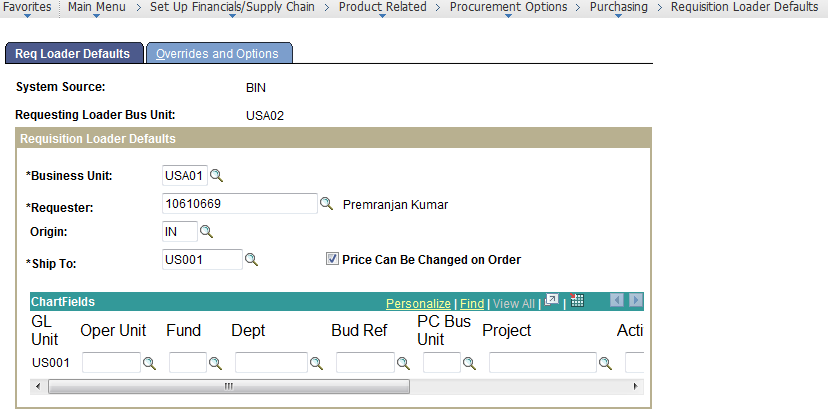 Favorites Main Menu > Set Up Financials/Supply Chain > Product Related > Procurement Options > Purchasing > Requisition Loader Defaults
Req Loader Defaults Overrides and Options
System Source: BIN
Requesting Loader Bus Unit: USA02
Requisition Loader Defaults
*Business Unit: USA01
*Requester: 10610669 Premranjan Kumar
Origin: IN
*Ship To: US001 Price Can Be Changed on Order
ChartFields Personalize | Find | View All | |
GL Unit Oper Unit Fund Dept Bud Ref PC Bus Unit Project Acti
US001